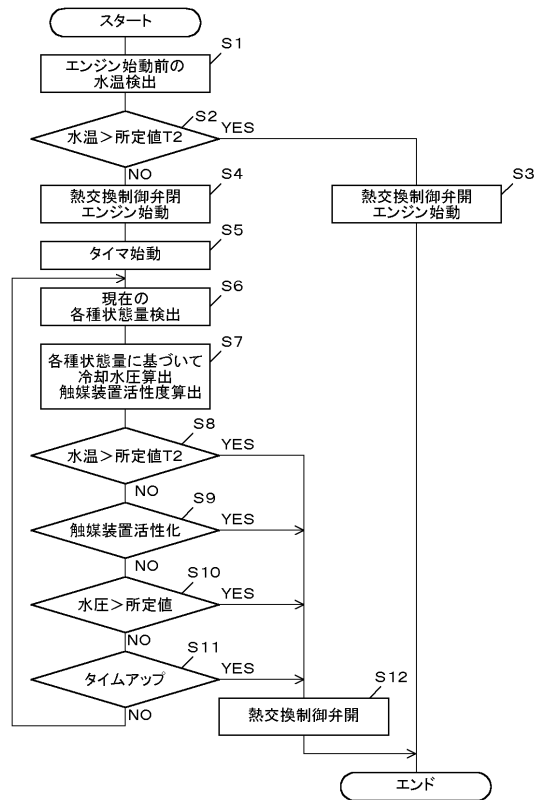 スタート
S1
エンジン始動前の
水温検出
S2
水温＞所定値T2
YES
NO
S4
熱交換制御弁閉
エンジン始動
S3
熱交換制御弁開
エンジン始動
S5
タイマ始動
S6
現在の
各種状態量検出
S7
各種状態量に基づいて
冷却水圧算出
触媒装置活性度算出
S8
水温＞所定値T2
YES
NO
S9
触媒装置活性化
YES
NO
S10
水圧＞所定値
YES
NO
S11
タイムアップ
YES
NO
S12
熱交換制御弁開
エンド